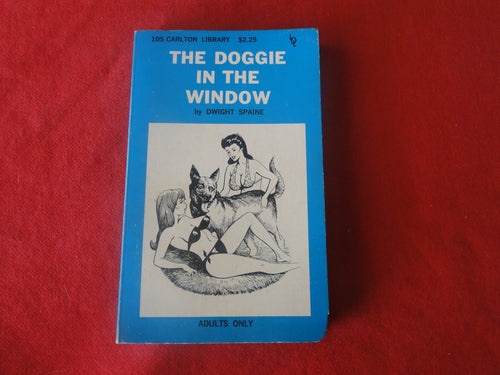 105 CARLTON LIBRARY $2.25
THE DOGGIE
IN THE
WINDOW
by DWIGHT SPAINE
ADULTS ONLY